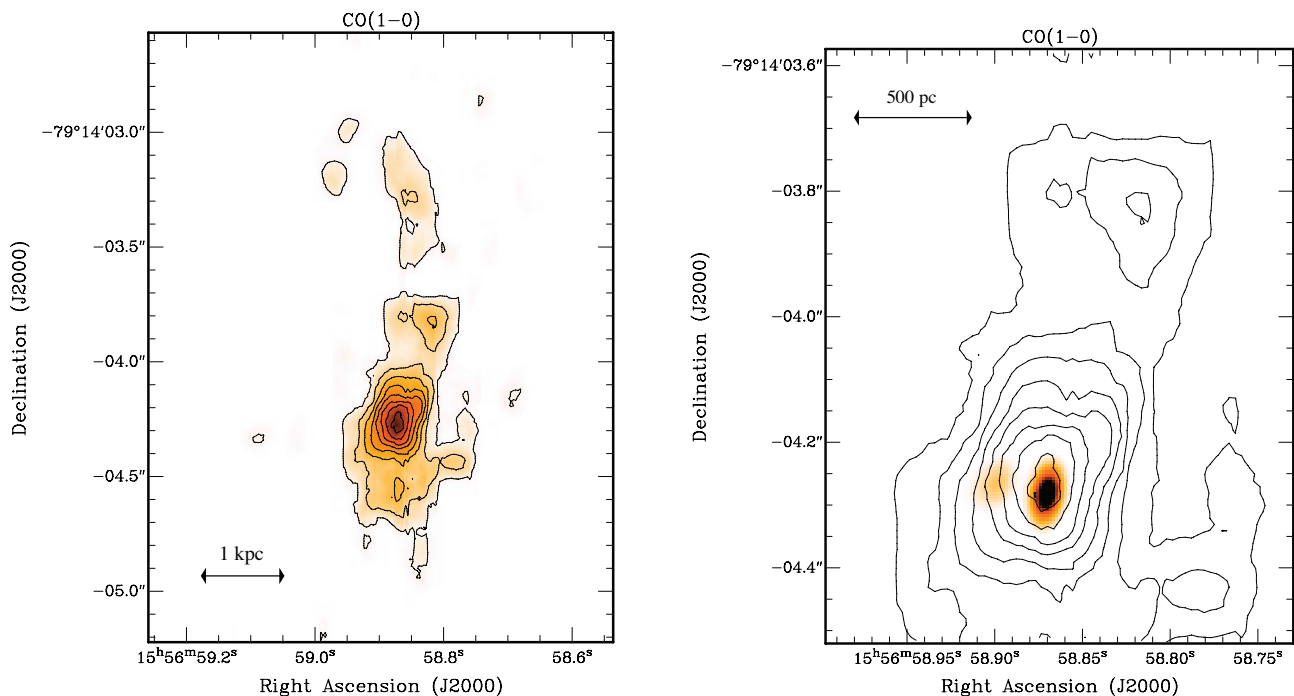 CO(1-0)
−79°14′03.0″
−03.5″
−04.0″
−04.5″
−05.0″
Declination (J2000)
1 kpc
15ʰ56ᵐ59.2ˢ
59.0ˢ
58.8ˢ
58.6ˢ
Right Ascension (J2000)
CO(1-0)
−79°14′03.6″
−03.8″
−04.0″
−04.2″
−04.4″
Declination (J2000)
500 pc
15ʰ56ᵐ58.95ˢ
58.90ˢ
58.85ˢ
58.80ˢ
58.75ˢ
Right Ascension (J2000)